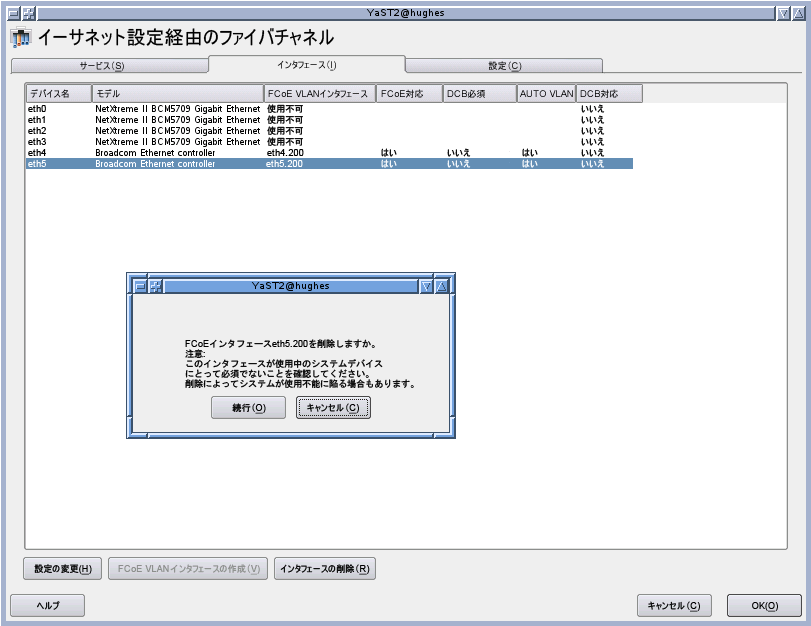 YaST2@hughes
イーサネット設定経由のファイバチャネル
サービス(S) インタフェース(I) 設定(C)
デバイス名 モデル FCoE VLANインタフェース FCoE対応 DCB必須 AUTO VLAN DCB対応
eth0 NetXtreme II BCM5709 Gigabit Ethernet 使用不可 いいえ
eth1 NetXtreme II BCM5709 Gigabit Ethernet 使用不可 いいえ
eth2 NetXtreme II BCM5709 Gigabit Ethernet 使用不可 いいえ
eth3 NetXtreme II BCM5709 Gigabit Ethernet 使用不可 いいえ
eth4 Broadcom Ethernet controller eth4.200 はい いいえ はい いいえ
eth5 Broadcom Ethernet controller eth5.200 はい いいえ はい いいえ
YaST2@hughes
FCoEインタフェースeth5.200を削除しますか。
注意:
このインタフェースが使用中のシステムデバイス
にとって必須でないことを確認してください。
削除によってシステムが使用不能に陥る場合もあります。
続行(O) キャンセル(C)
設定の変更(H) FCoE VLANインタフェースの作成(V) インタフェースの削除(R)
ヘルプ キャンセル(C) OK(O)